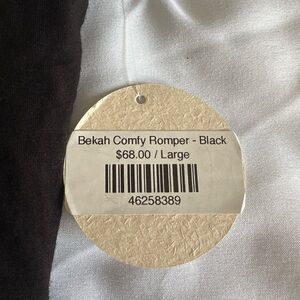 Bekah Comfy Romper - Black
$68.00 / Large
46258389